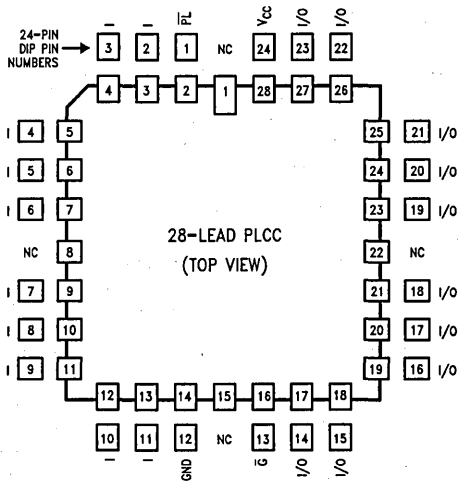 I I P̅L̅ VCC I/O I/O
24-PIN
DIP PIN
NUMBERS
3 2 1 NC 24 23 22
4 3 2 1 28 27 26
I 4 5 25 21 I/O
I 5 6 24 20 I/O
I 6 7 23 19 I/O
28-LEAD PLCC
NC 8 22 NC
(TOP VIEW)
I 7 9 21 18 I/O
I 8 10 20 17 I/O
I 9 11 19 16 I/O
12 13 14 15 16 17 18
10 11 12 NC 13 14 15
I I GND G̅ I/O I/O